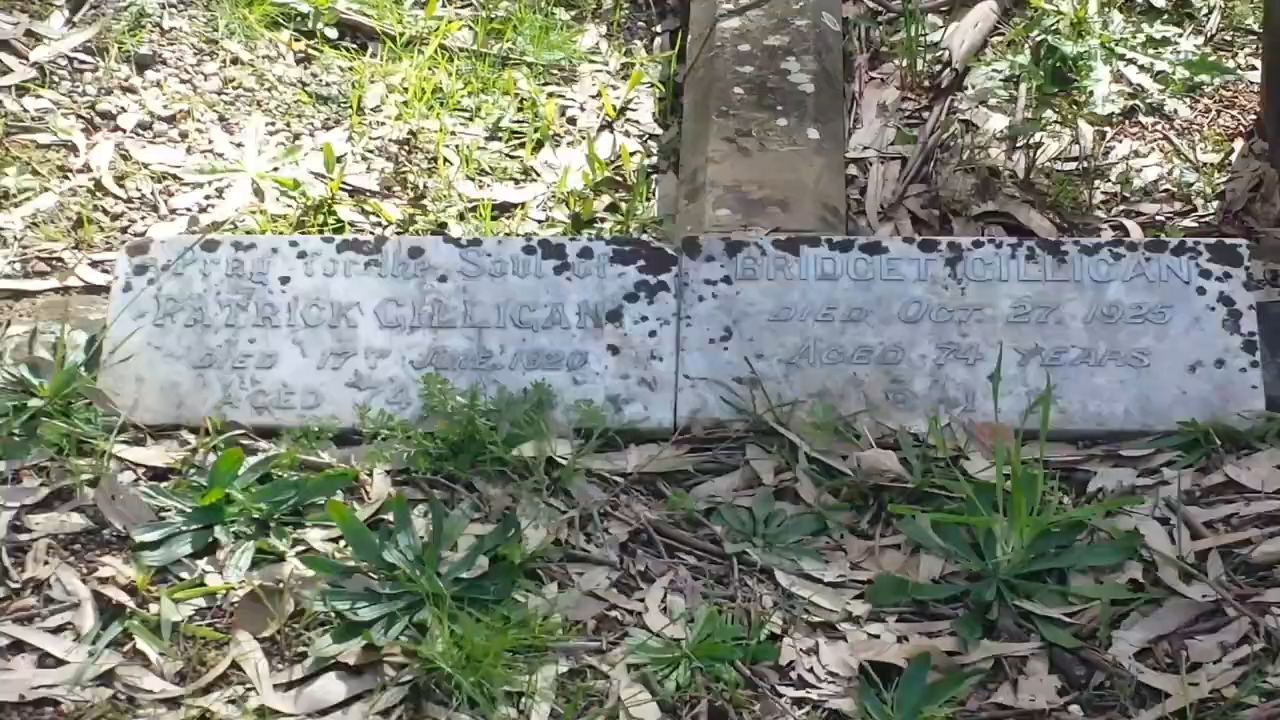 Pray for the Soul of
PATRICK GILLIGAN
DIED 17TH JUNE. 1920
AGED 74
BRIDGET GILLIGAN
DIED OCT. 27. 1925
AGED 74 YEARS